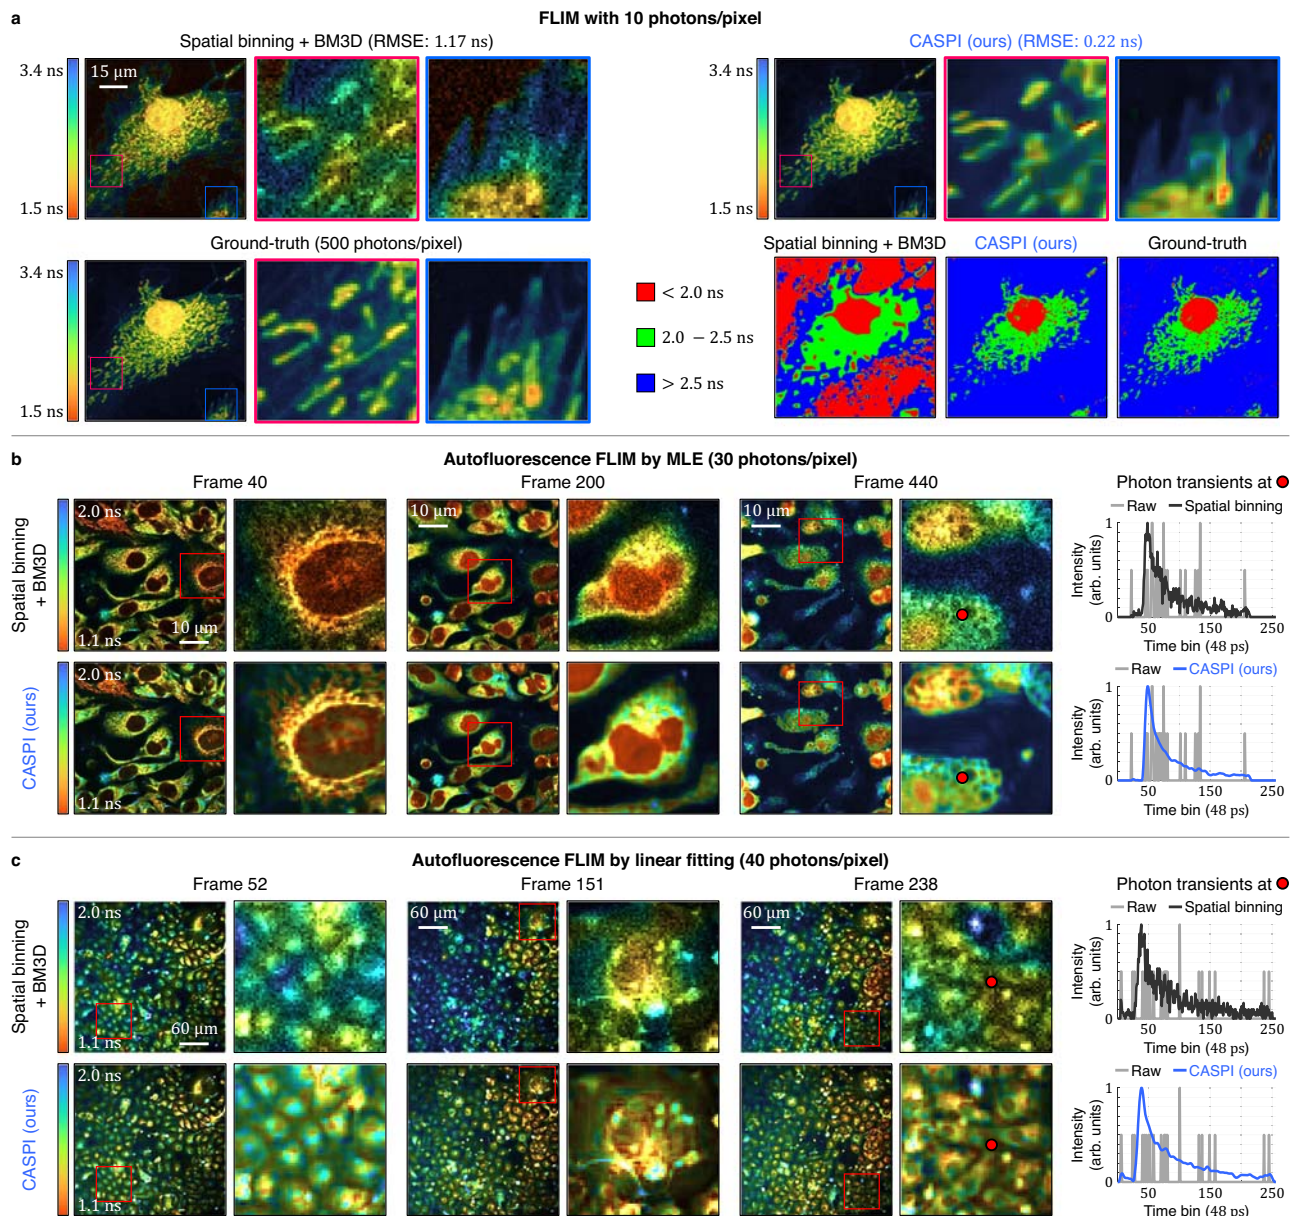 a
FLIM with 10 photons/pixel
Spatial binning + BM3D (RMSE: 1.17 ns)
CASPI (ours) (RMSE: 0.22 ns)
3.4 ns
15 μm
1.5 ns
3.4 ns
1.5 ns
Ground-truth (500 photons/pixel)
3.4 ns
1.5 ns
< 2.0 ns
2.0 − 2.5 ns
> 2.5 ns
Spatial binning + BM3D
CASPI (ours)
Ground-truth
b
Autofluorescence FLIM by MLE (30 photons/pixel)
Frame 40
Frame 200
Frame 440
Photon transients at
Spatial binning
+ BM3D
2.0 ns
1.1 ns
10 μm
10 μm
10 μm
Raw
Spatial binning
Intensity
(arb. units)
1
0
50
150
250
Time bin (48 ps)
CASPI (ours)
2.0 ns
1.1 ns
Raw
CASPI (ours)
Intensity
(arb. units)
1
0
50
150
250
Time bin (48 ps)
c
Autofluorescence FLIM by linear fitting (40 photons/pixel)
Frame 52
Frame 151
Frame 238
Photon transients at
Spatial binning
+ BM3D
2.0 ns
1.1 ns
60 μm
60 μm
60 μm
Raw
Spatial binning
Intensity
(arb. units)
1
0
50
150
250
Time bin (48 ps)
CASPI (ours)
2.0 ns
1.1 ns
Raw
CASPI (ours)
Intensity
(arb. units)
1
0
50
150
250
Time bin (48 ps)